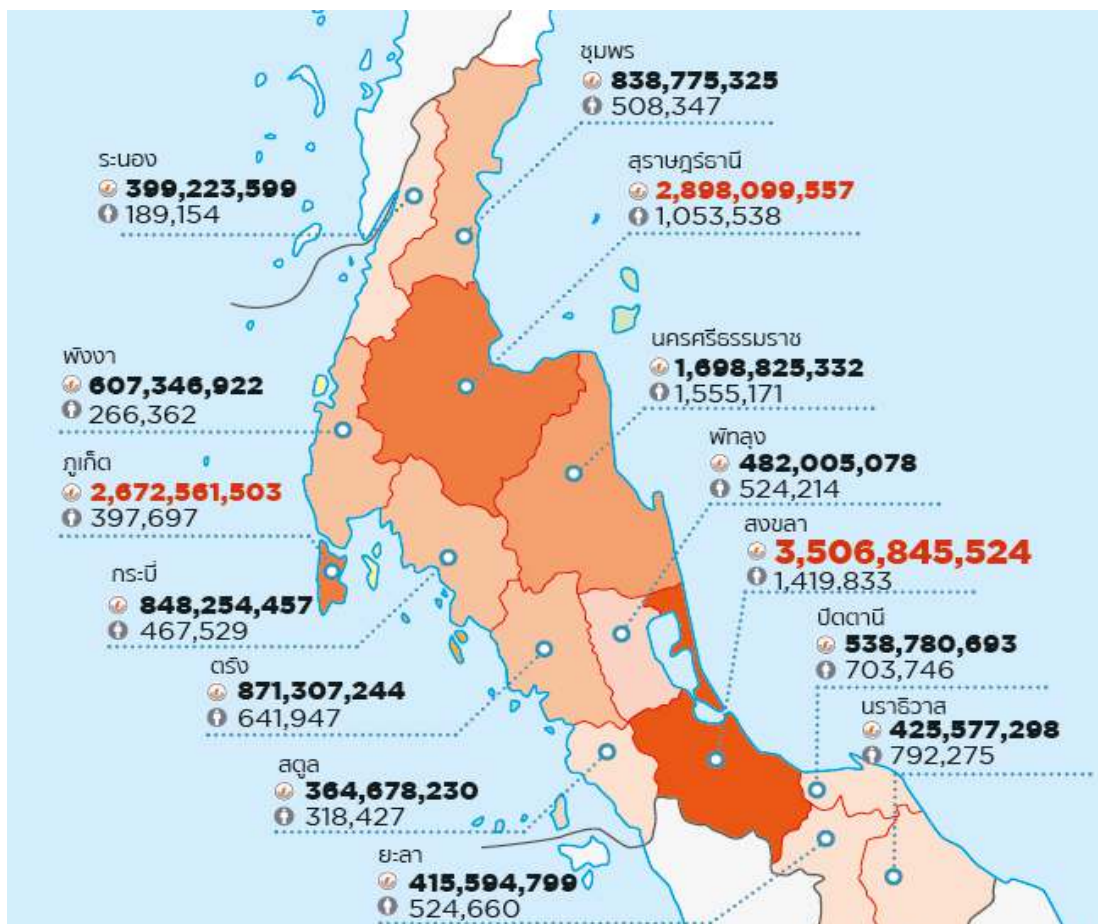 ชุมพร
838,775,325
508,347
ระนอง
399,223,599
189,154
สุราษฎร์ธานี
2,898,099,557
1,053,538
พังงา
607,346,922
266,362
นครศรีธรรมราช
1,698,825,332
1,555,171
ภูเก็ต
2,672,561,503
397,697
พัทลุง
482,005,078
524,214
สงขลา
3,506,845,524
1,419,833
กระบี่
848,254,457
467,529
ปัตตานี
538,780,693
703,746
ตรัง
871,307,244
641,947
นราธิวาส
425,577,298
792,275
สตูล
364,678,230
318,427
ยะลา
415,594,799
524,660